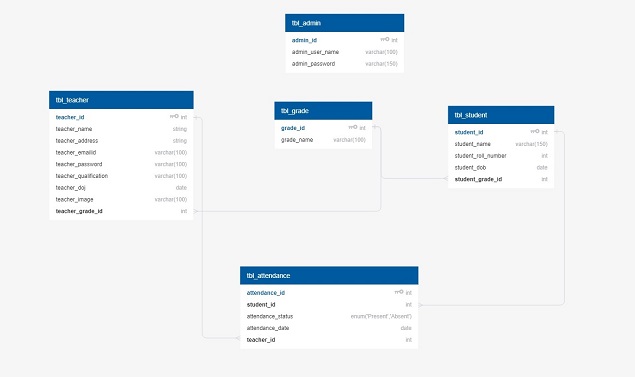 tbl_admin
admin_id int
admin_user_name varchar(100)
admin_password varchar(150)
tbl_teacher
teacher_id int
teacher_name string
teacher_address string
teacher_emailid varchar(100)
teacher_password varchar(100)
teacher_qualification varchar(100)
teacher_doj date
teacher_image varchar(100)
teacher_grade_id int
tbl_grade
grade_id int
grade_name varchar(100)
tbl_student
student_id int
student_name varchar(150)
student_roll_number int
student_dob date
student_grade_id int
tbl_attendance
attendance_id int
student_id int
attendance_status enum('Present','Absent')
attendance_date date
teacher_id int